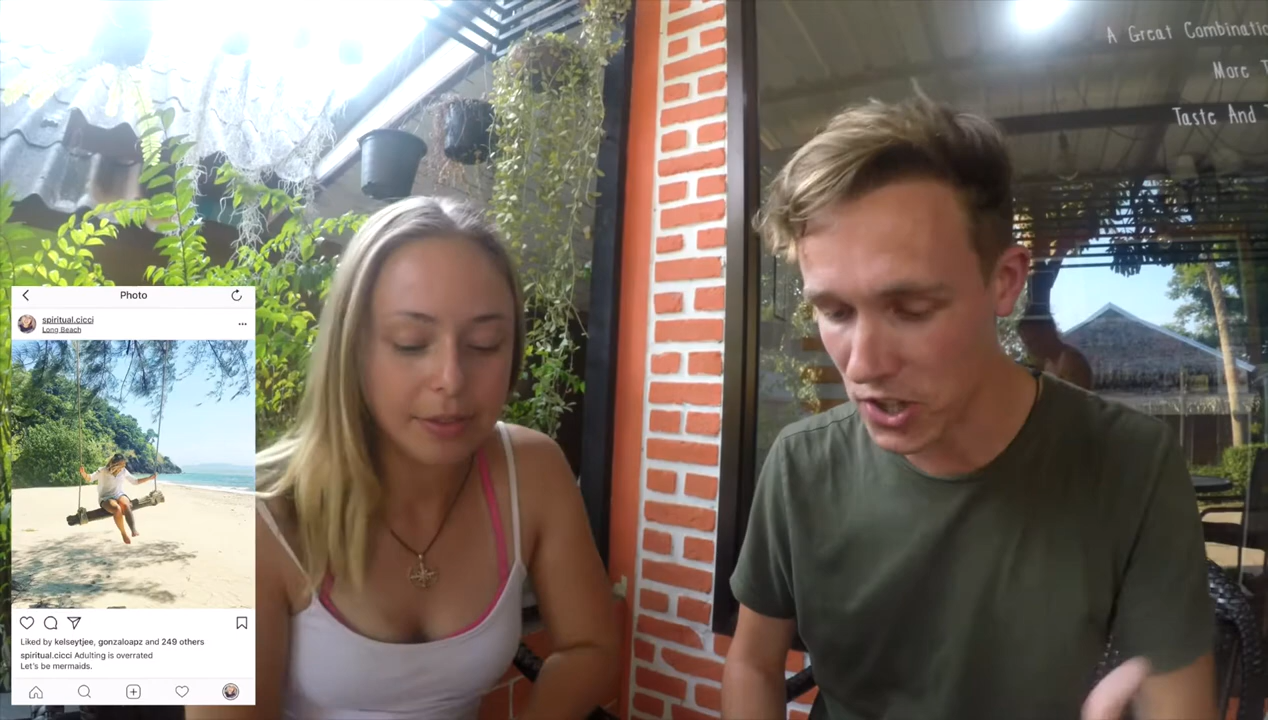 A Great Combinatio
More T
Taste And T
Photo
spiritual.cicci
Long Beach
Liked by kelseytjee, gonzaloapz and 249 others
spiritual.cicci Adulting is overrated
Let's be mermaids.